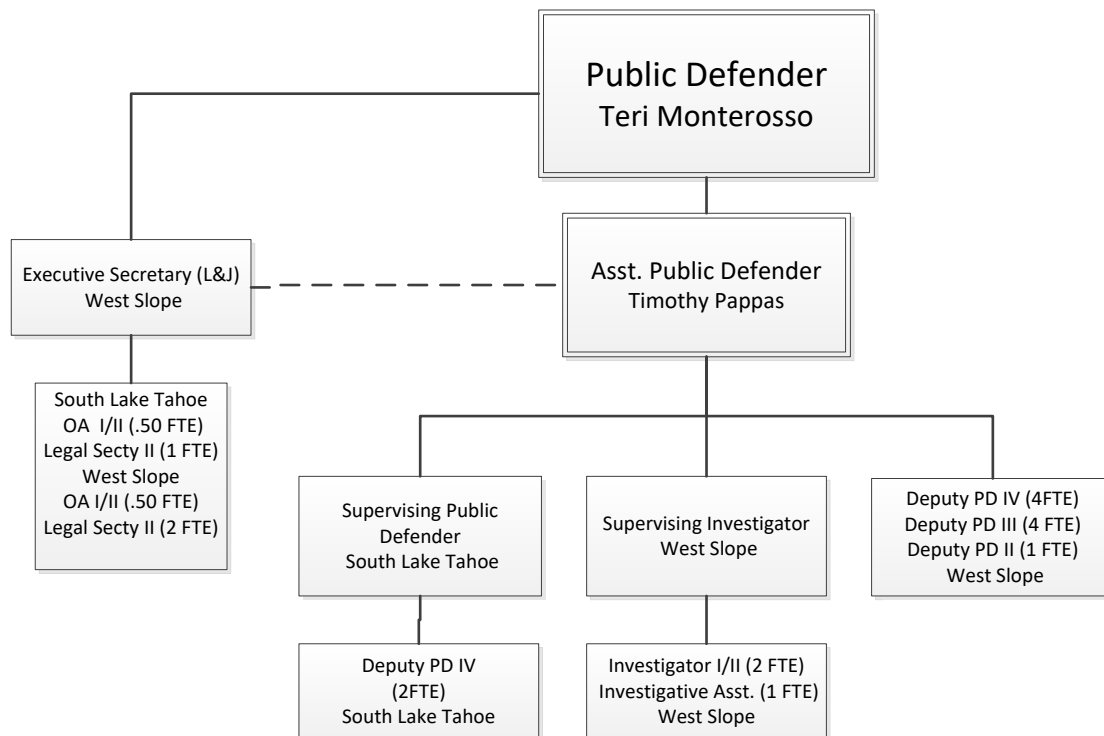 Public Defender
Teri Monterosso
Asst. Public Defender
Timothy Pappas
Executive Secretary (L&J)
West Slope
South Lake Tahoe
OA  I/II (.50 FTE)
Legal Secty II (1 FTE)
West Slope
OA I/II (.50 FTE)
Legal Secty II (2 FTE)
Supervising Public
Defender
South Lake Tahoe
Supervising Investigator
West Slope
Deputy PD IV (4FTE)
Deputy PD III (4 FTE)
Deputy PD II (1 FTE)
West Slope
Deputy PD IV
(2FTE)
South Lake Tahoe
Investigator I/II (2 FTE)
Investigative Asst. (1 FTE)
West Slope